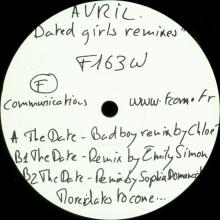 AVRIL.
"Dated girls remixes"
F163W
F
communications www.fcom.fr
A The Date - Bad boy remix by Chloé
B1 The Date - Remix by Emily Simon
B2 The Date - Remix by Sophia
More dates to come...